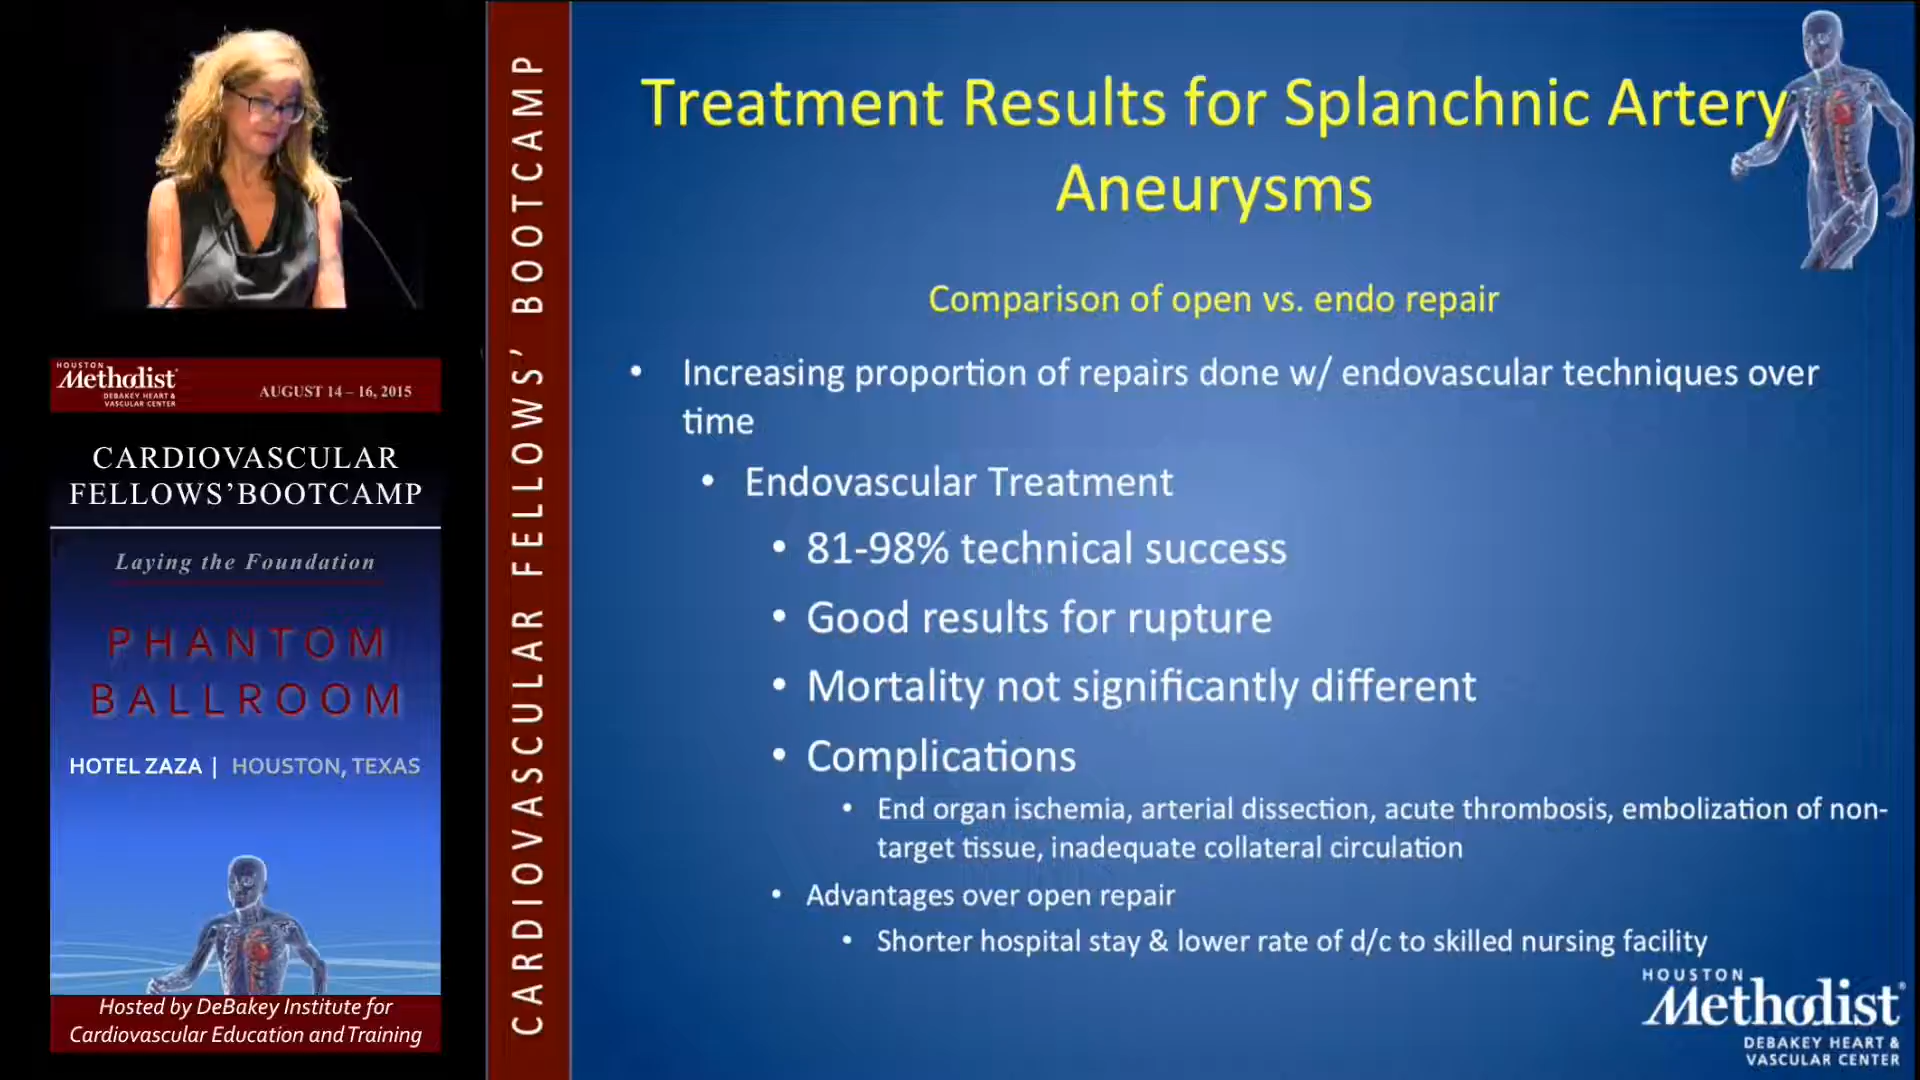 HOUSTON
Methodist
DEBAKEY HEART &
VASCULAR CENTER
AUGUST 14 – 16, 2015
CARDIOVASCULAR
FELLOWS’BOOTCAMP
Laying the Foundation
PHANTOM
BALLROOM
HOTEL ZAZA | HOUSTON, TEXAS
Hosted by DeBakey Institute for
Cardiovascular Education and Training
CARDIOVASCULAR FELLOWS’ BOOTCAMP
Treatment Results for Splanchnic Artery
Aneurysms
Comparison of open vs. endo repair
• Increasing proportion of repairs done w/ endovascular techniques over
time
• Endovascular Treatment
• 81-98% technical success
• Good results for rupture
• Mortality not significantly different
• Complications
• End organ ischemia, arterial dissection, acute thrombosis, embolization of non-
target tissue, inadequate collateral circulation
• Advantages over open repair
• Shorter hospital stay & lower rate of d/c to skilled nursing facility
HOUSTON
Methodist®
DEBAKEY HEART &
VASCULAR CENTER